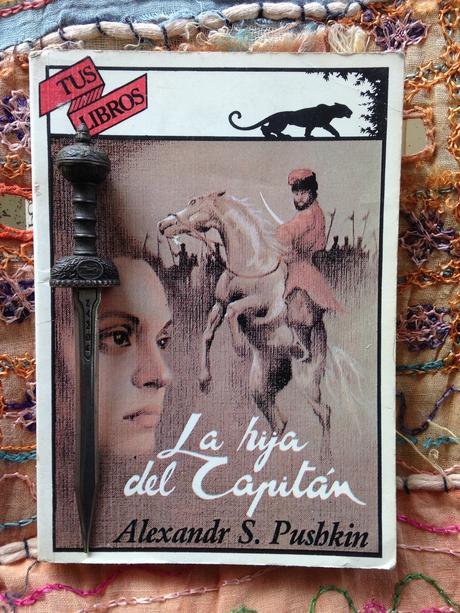 TUS
LIBROS
La hija
del Capitán
Alexandr S. Pushkin